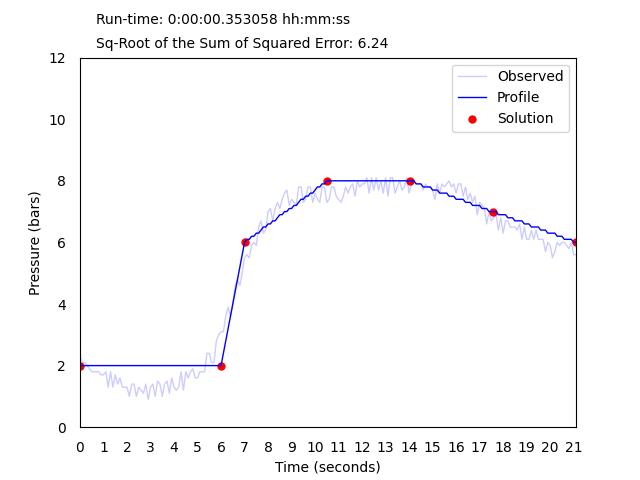 Run-time: 0:00:00.353058 hh:mm:ss
Sq-Root of the Sum of Squared Error: 6.24
12
10
8
6
4
2
0
Pressure (bars)
Observed
Profile
Solution
0 1 2 3 4 5 6 7 8 9 10 11 12 13 14 15 16 17 18 19 20 21
Time (seconds)